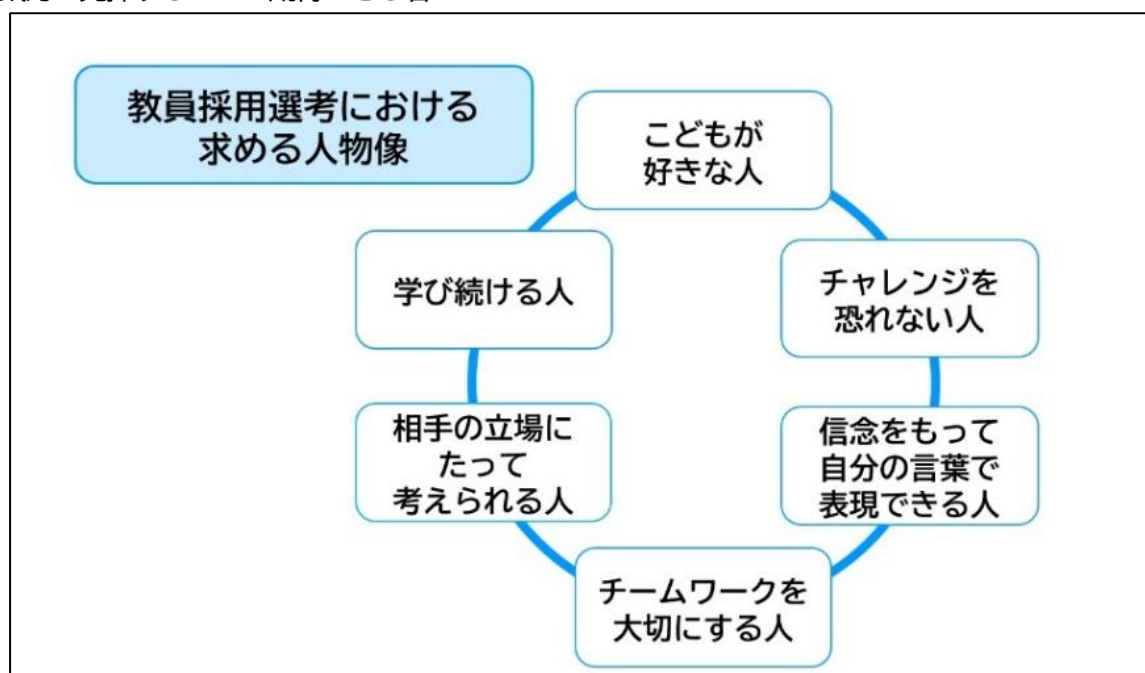 教員採用選考における
求める人物像
こどもが
好きな人
チャレンジを
恐れない人
信念をもって
自分の言葉で
表現できる人
チームワークを
大切にする人
相手の立場に
たって
考えられる人
学び続ける人